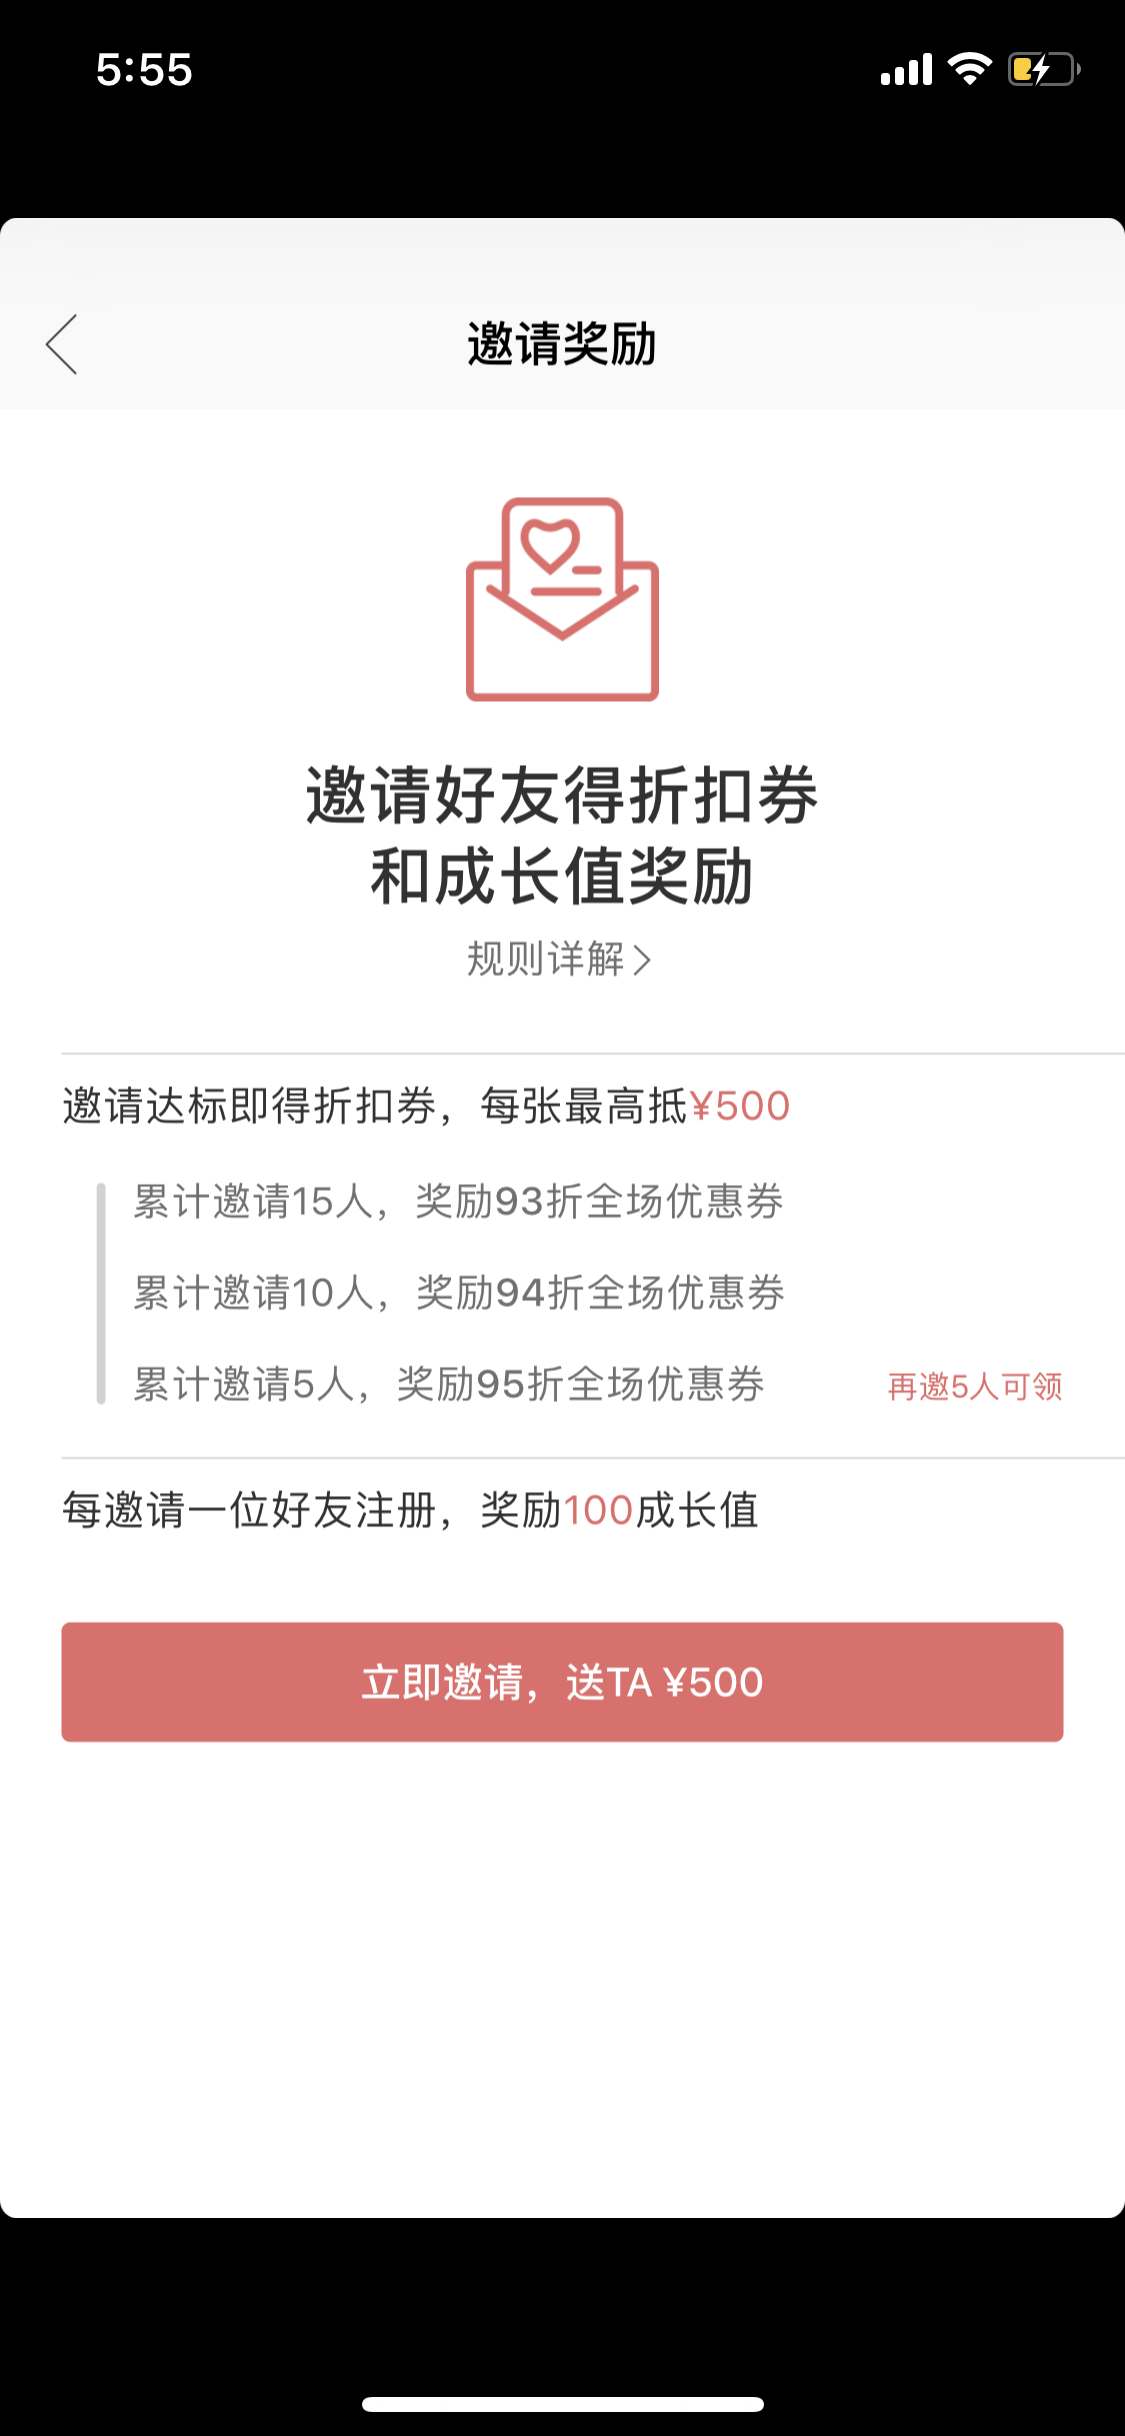 5:55
邀请奖励
邀请好友得折扣券
和成长值奖励
规则详解
邀请达标即得折扣券，每张最高抵¥500
累计邀请15人，奖励93折全场优惠券
累计邀请10人，奖励94折全场优惠券
累计邀请5人，奖励95折全场优惠券 再邀5人可领
每邀请一位好友注册，奖励100成长值
立即邀请，送TA ¥500